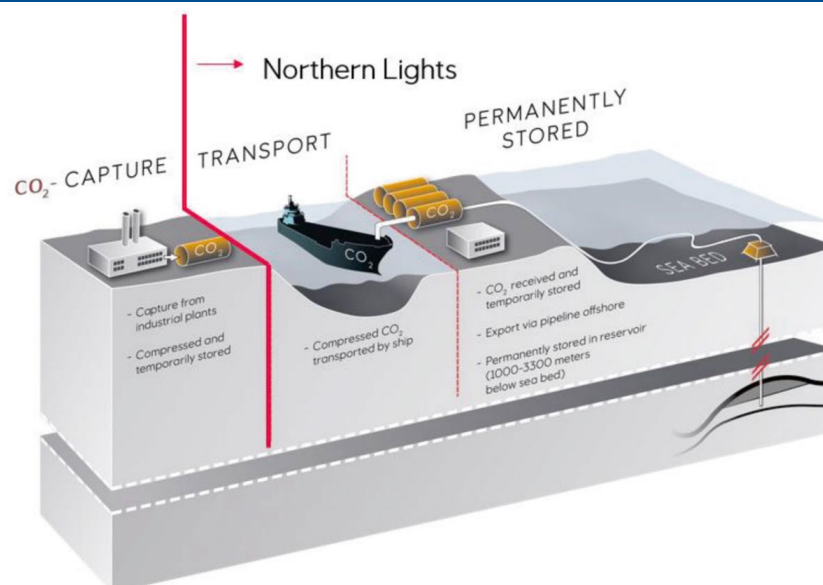 Northern Lights
CO₂- CAPTURE
TRANSPORT
PERMANENTLY
STORED
CO₂
CO₂
CO₂
SEA BED
- Capture from
industrial plants
- Compressed and
temporarily stored
- Compressed CO₂
transported by ship
- CO₂ received and
temporarily stored
- Export via pipeline offshore
- Permanently stored in reservoir
(1000-3300 meters
below sea bed)